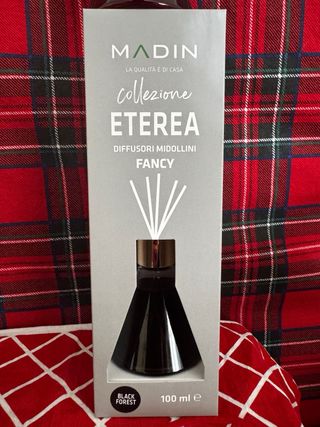 MADIN
LA QUALITÀ È DI CASA
collezione
ETEREA
DIFFUSORI MIDOLLINI
FANCY
BLACK
FOREST
100 ml ℮